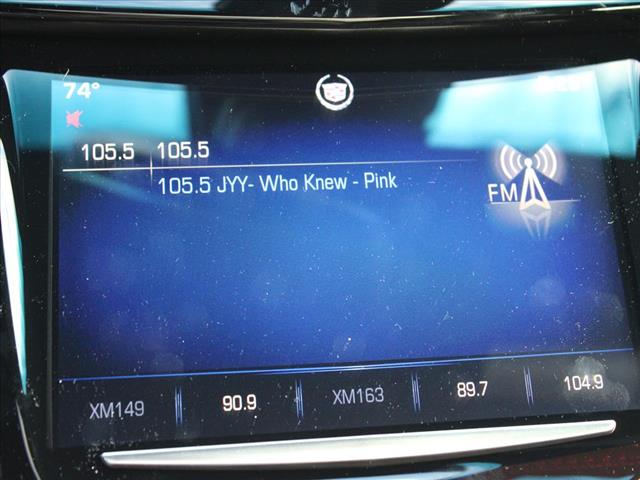 74°
105.5 105.5
105.5 JYY- Who Knew - Pink
FM
XM149 90.9 XM163 89.7 104.9